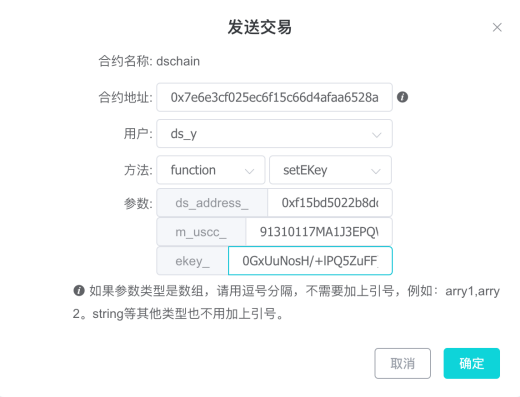 发送交易
合约名称: dschain
合约地址: 0x7e6e3cf025ec6f15c66d4afaa6528a
用户: ds_y
方法: function setEKey
参数: ds_address_ 0xf15bd5022b8d
m_uscc_ 91310117MA1J3EPQ
ekey_ 0GxUuNosH/+lPQ5ZuFF
如果参数类型是数组，请用逗号分隔，不需要加上引号，例如：arry1,arry
2。string等其他类型也不用加上引号。
取消 确定